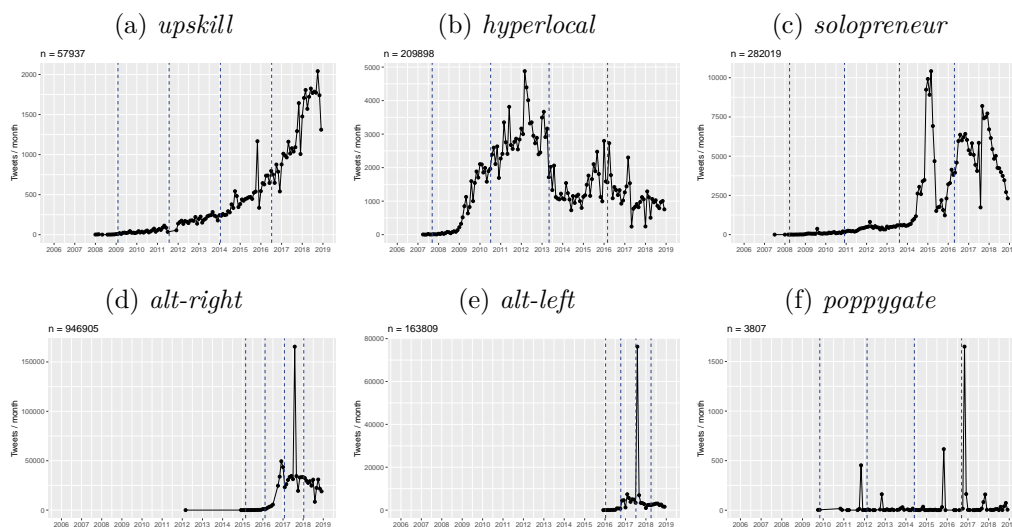 (a) upskill
n = 57937
Tweets / month
2000
1500
1000
500
0
2006 2007 2008 2009 2010 2011 2012 2013 2014 2015 2016 2017 2018 2019
(b) hyperlocal
n = 209898
Tweets / month
5000
4000
3000
2000
1000
0
2006 2007 2008 2009 2010 2011 2012 2013 2014 2015 2016 2017 2018 2019
(c) solopreneur
n = 282019
Tweets / month
10000
7500
5000
2500
0
2006 2007 2008 2009 2010 2011 2012 2013 2014 2015 2016 2017 2018 2019
(d) alt-right
n = 946905
Tweets / month
150000
100000
50000
0
2006 2007 2008 2009 2010 2011 2012 2013 2014 2015 2016 2017 2018 2019
(e) alt-left
n = 163809
Tweets / month
80000
60000
40000
20000
0
2006 2007 2008 2009 2010 2011 2012 2013 2014 2015 2016 2017 2018 2019
(f) poppygate
n = 3807
Tweets / month
1500
1000
500
0
2006 2007 2008 2009 2010 2011 2012 2013 2014 2015 2016 2017 2018 2019